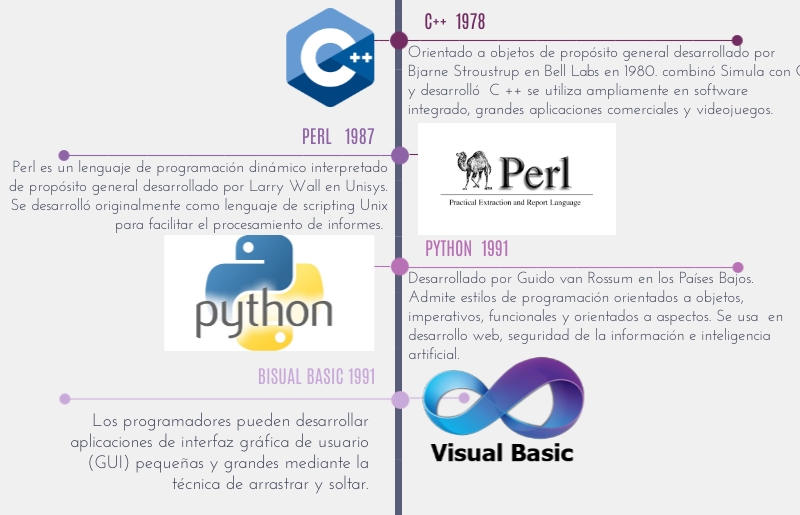 C++ 1978
C++
Orientado a objetos de propósito general desarrollado por
Bjarne Stroustrup en Bell Labs en 1980. combinó Simula con
y desarrolló C ++ se utiliza ampliamente en software
integrado, grandes aplicaciones comerciales y videojuegos.
PERL 1987
Perl es un lenguaje de programación dinámico interpretado
de propósito general desarrollado por Larry Wall en Unisys.
Se desarrolló originalmente como lenguaje de scripting Unix
para facilitar el procesamiento de informes.
Perl
Practical Extraction and Report Language
PYTHON 1991
python
Desarrollado por Guido van Rossum en los Países Bajos.
Admite estilos de programación orientados a objetos,
imperativos, funcionales y orientados a aspectos. Se usa en
desarrollo web, seguridad de la información e inteligencia
artificial.
BISUAL BASIC 1991
Los programadores pueden desarrollar
aplicaciones de interfaz gráfica de usuario
(GUI) pequeñas y grandes mediante la
técnica de arrastrar y soltar.
Visual Basic